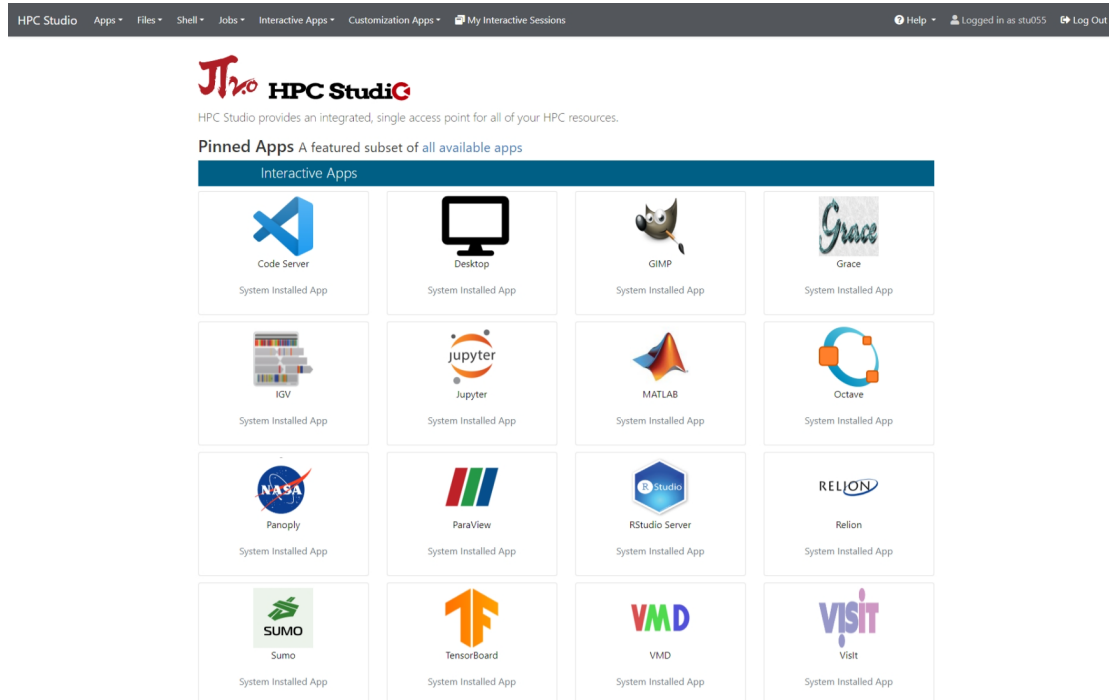 HPC Studio Apps Files Shell Jobs Interactive Apps Customization Apps My Interactive Sessions Help Logged in as stu055 Log Out
π 2.0 HPC Studio
HPC Studio provides an integrated, single access point for all of your HPC resources.
Pinned Apps A featured subset of all available apps
Interactive Apps
Grace
Code Server Desktop GIMP Grace
System Installed App System Installed App System Installed App System Installed App
jupyter
IGV Jupyter MATLAB Octave
System Installed App System Installed App System Installed App System Installed App
NASA R Studio RELION
Panoply ParaView RStudio Server Relion
System Installed App System Installed App System Installed App System Installed App
SUMO VMD VISIT
Sumo TensorBoard VMD VisIt
System Installed App System Installed App System Installed App System Installed App